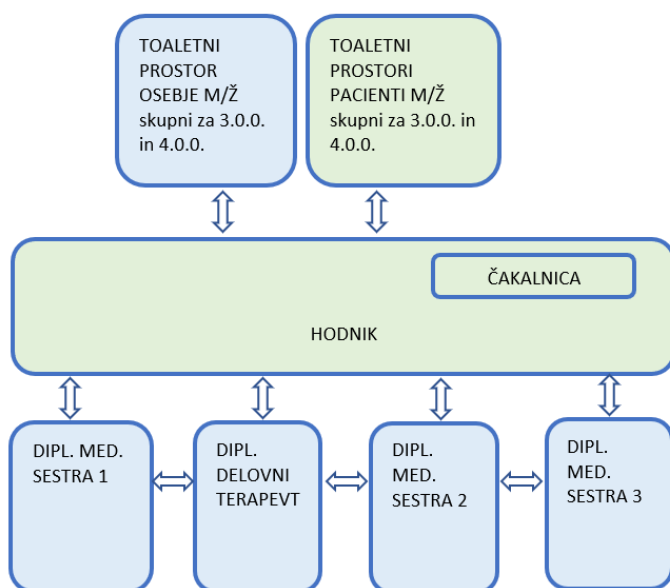 TOALETNI
PROSTOR
OSEBJE M/Ž
skupni za 3.0.0.
in 4.0.0.
TOALETNI
PROSTORI
PACIENTI M/Ž
skupni za 3.0.0. in
4.0.0.
ČAKALNICA
HODNIK
DIPL. MED.
SESTRA 1
DIPL.
DELOVNI
TERAPEVT
DIPL.
MED.
SESTRA 2
DIPL.
MED.
SESTRA 3